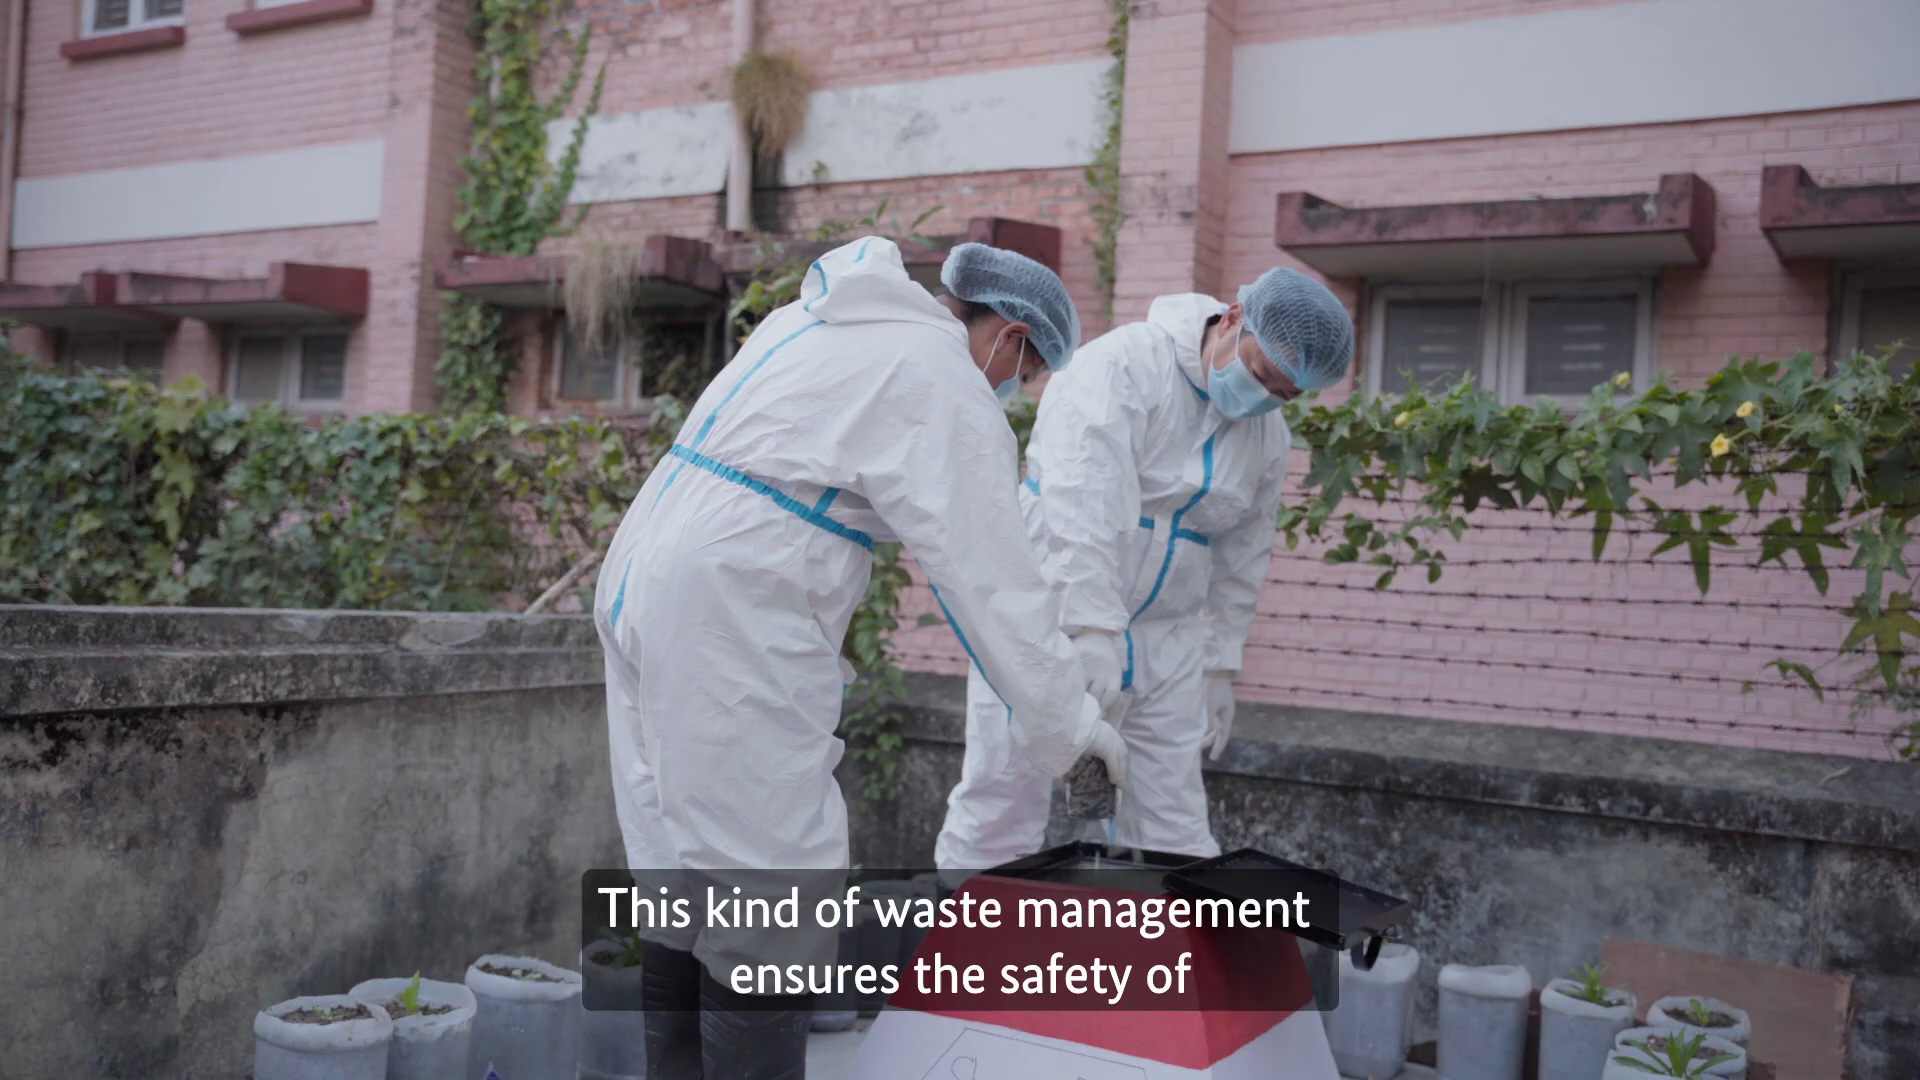 This kind of waste management
ensures the safety of